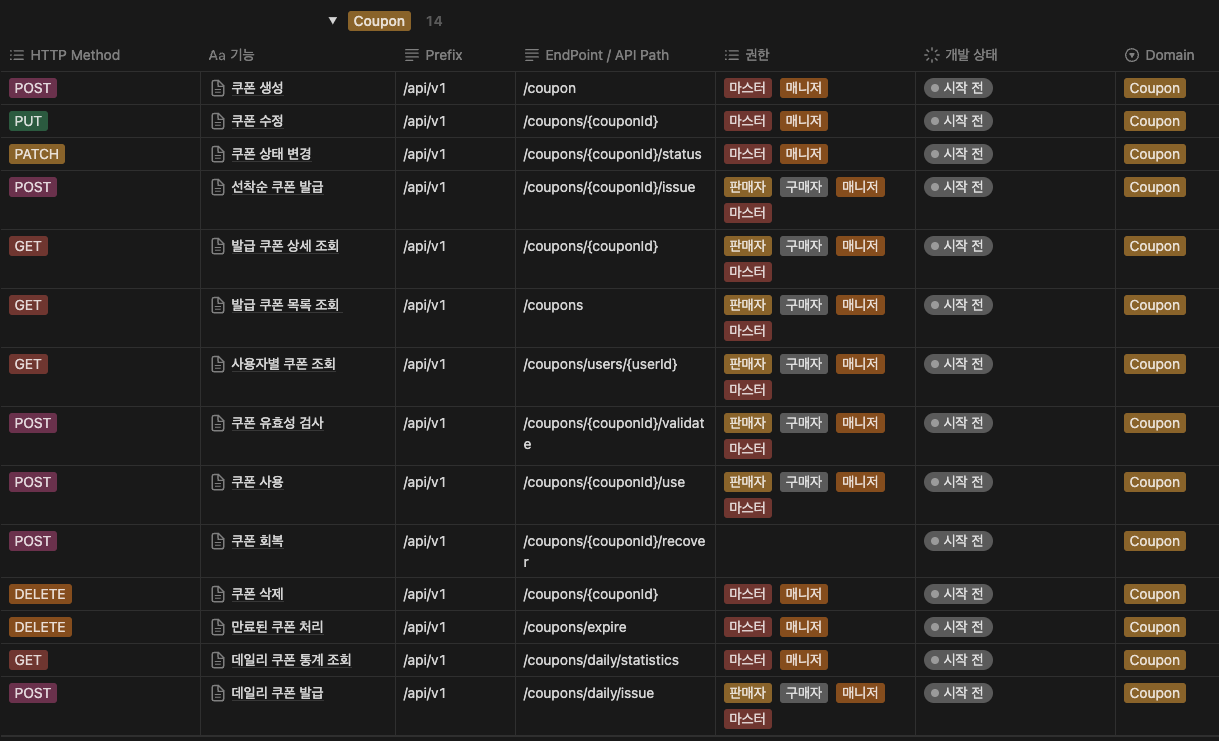 Coupon 14
HTTP Method Aa 기능 Prefix EndPoint / API Path 권한 개발 상태 Domain
POST 쿠폰 생성 /api/v1 /coupon 마스터 매니저 시작 전 Coupon
PUT 쿠폰 수정 /api/v1 /coupons/{couponId} 마스터 매니저 시작 전 Coupon
PATCH 쿠폰 상태 변경 /api/v1 /coupons/{couponId}/status 마스터 매니저 시작 전 Coupon
POST 선착순 쿠폰 발급 /api/v1 /coupons/{couponId}/issue 판매자 구매자 매니저 시작 전 Coupon
마스터
GET 발급 쿠폰 상세 조회 /api/v1 /coupons/{couponId} 판매자 구매자 매니저 시작 전 Coupon
마스터
GET 발급 쿠폰 목록 조회 /api/v1 /coupons 판매자 구매자 매니저 시작 전 Coupon
마스터
GET 사용자별 쿠폰 조회 /api/v1 /coupons/users/{userId} 판매자 구매자 매니저 시작 전 Coupon
마스터
POST 쿠폰 유효성 검사 /api/v1 /coupons/{couponId}/validat 판매자 구매자 매니저 시작 전 Coupon
e 마스터
POST 쿠폰 사용 /api/v1 /coupons/{couponId}/use 판매자 구매자 매니저 시작 전 Coupon
마스터
POST 쿠폰 회복 /api/v1 /coupons/{couponId}/recove 시작 전 Coupon
r
DELETE 쿠폰 삭제 /api/v1 /coupons/{couponId} 마스터 매니저 시작 전 Coupon
DELETE 만료된 쿠폰 처리 /api/v1 /coupons/expire 마스터 매니저 시작 전 Coupon
GET 데일리 쿠폰 통계 조회 /api/v1 /coupons/daily/statistics 마스터 매니저 시작 전 Coupon
POST 데일리 쿠폰 발급 /api/v1 /coupons/daily/issue 판매자 구매자 매니저 시작 전 Coupon
마스터